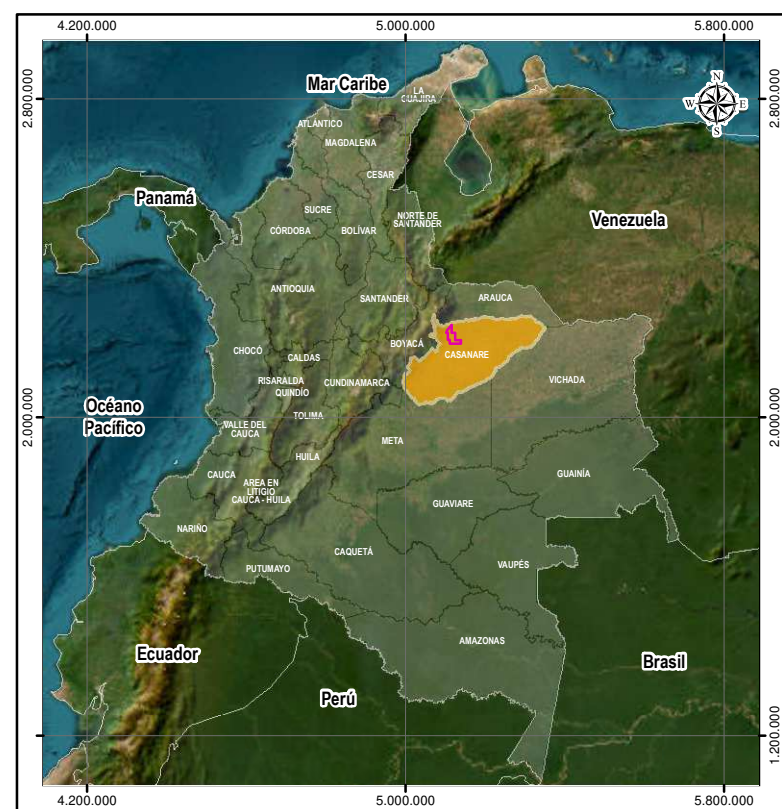 4.200.000
5.000.000
5.800.000
2.800.000
2.800.000
Mar Caribe
LA
GUAJIRA
N
W
E
S
ATLÁNTICO
MAGDALENA
CESAR
Panamá
SUCRE
NORTE DE
SANTANDER
Venezuela
CÓRDOBA
BOLÍVAR
ANTIOQUIA
SANTANDER
ARAUCA
CHOCÓ
BOYACÁ
CALDAS
CASANARE
RISARALDA
CUNDINAMARCA
VICHADA
QUINDÍO
Océano
Pacífico
TOLIMA
2.000.000
2.000.000
VALLE DEL
CAUCA
META
HUILA
CAUCA
GUAINÍA
AREA EN
LITIGIO
CAUCA - HUILA
GUAVIARE
NARIÑO
CAQUETÁ
VAUPÉS
PUTUMAYO
AMAZONAS
Ecuador
Brasil
Perú
1.200.000
1.200.000
4.200.000
5.000.000
5.800.000